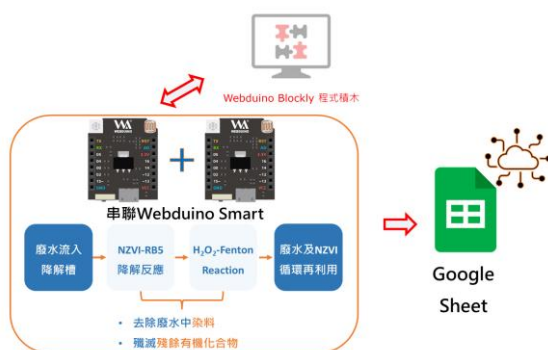 Webduino Blockly 程式積木
WEBDUINO
WEBDUINO
+
串聯Webduino Smart
廢水流入
降解槽
NZVI-RB5
降解反應
H₂O₂-Fenton
Reaction
廢水及NZVI
循環再利用
• 去除廢水中染料
• 殲滅殘餘有機化合物
Google
Sheet